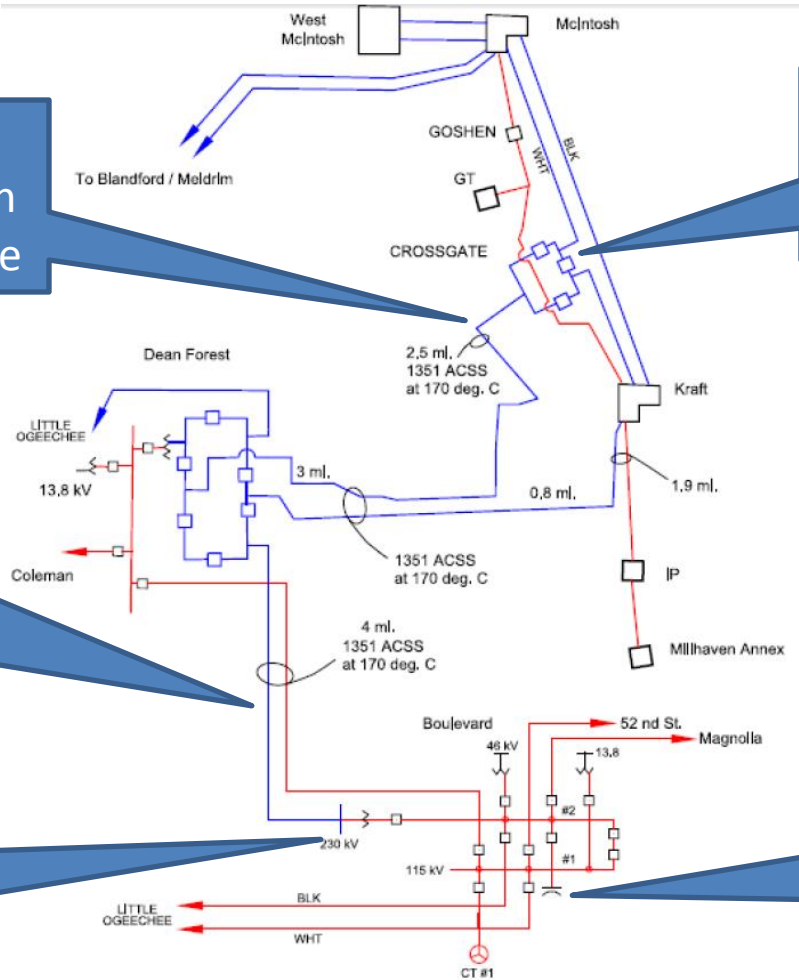 West
McIntosh
McIntosh
GOSHEN
WHT
BLK
GT
To Blandford / Meldrim
n
e
CROSSGATE
2.5 mi.
1351 ACSS
at 170 deg. C
Dean Forest
Kraft
LITTLE
OGEECHEE
13.8 kV
3 mi.
0.8 mi.
1.9 mi.
1351 ACSS
at 170 deg. C
Coleman
IP
4 mi.
1351 ACSS
at 170 deg. C
Millhaven Annex
Boulevard
52 nd St.
46 kV
Magnolia
13.8
#2
230 kV
#1
115 kV
BLK
LITTLE
OGEECHEE
WHT
CT #1